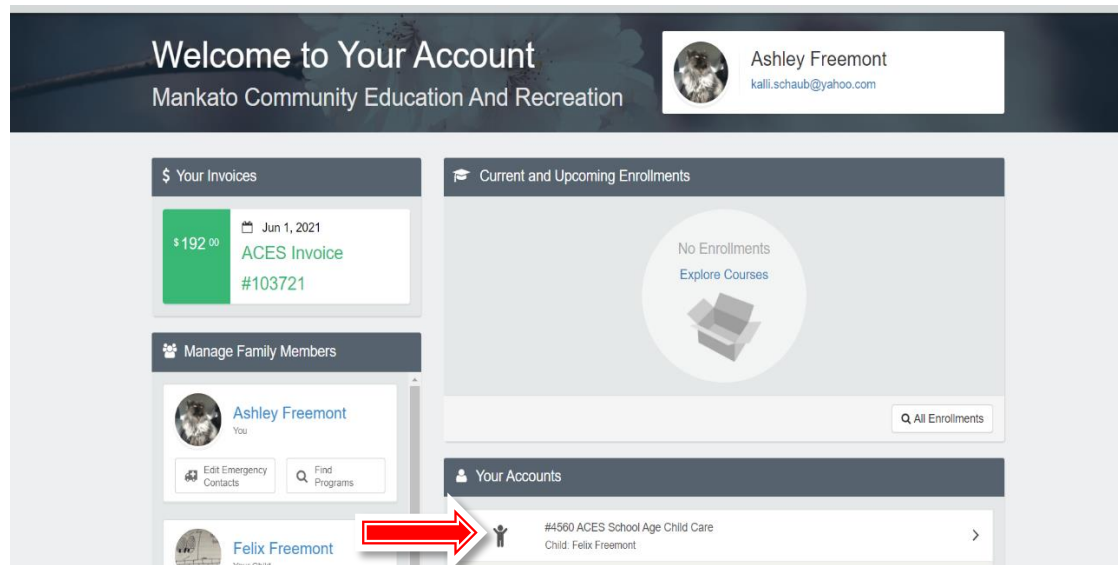 Welcome to Your Account
Mankato Community Education And Recreation
Ashley Freemont
kalli.schaub@yahoo.com
$ Your Invoices
$192 00
Jun 1, 2021
ACES Invoice
#103721
Manage Family Members
Ashley Freemont
You
Edit Emergency
Contacts
Find
Programs
Felix Freemont
Current and Upcoming Enrollments
No Enrollments
Explore Courses
All Enrollments
Your Accounts
#4560 ACES School Age Child Care
Child: Felix Freemont